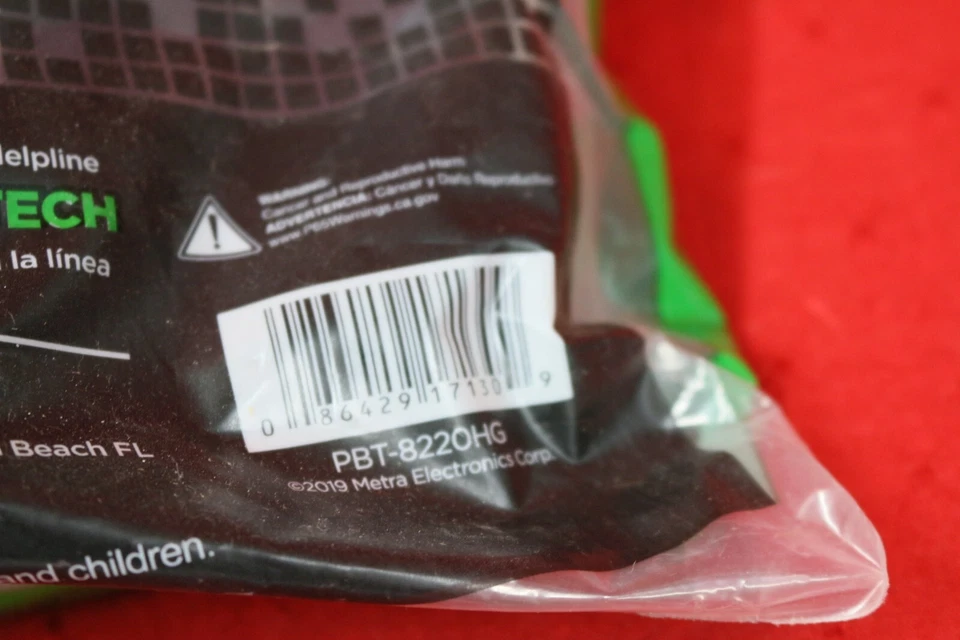 Helpline
TECH
la línea
WARNING:
Cancer and Reproductive Harm
ADVERTENCIA: Cáncer y Daño Reproductivo
www.P65Warnings.ca.gov
0 86429 17130 9
PBT-8220HG
©2019 Metra Electronics Corp.
Beach FL
and children.